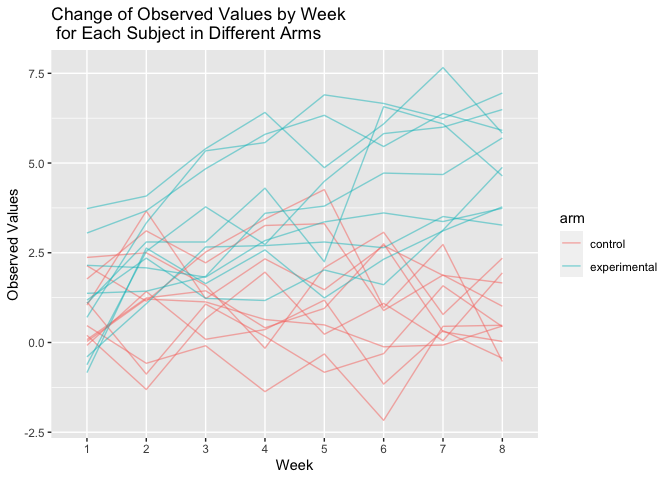 Change of Observed Values by Week
for Each Subject in Different Arms
7.5
5.0
2.5
0.0
-2.5
Observed Values
1 2 3 4 5 6 7 8
Week
arm
control
experimental